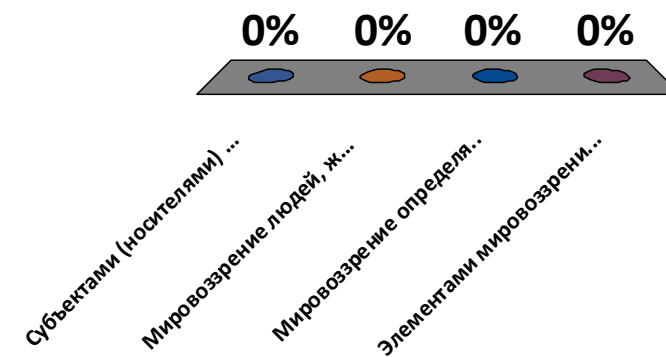 0% 0% 0% 0%
Субъектами (носителями) ...
Мировоззрение людей, ж...
Мировоззрение определя..
Элементами мировоззрени...